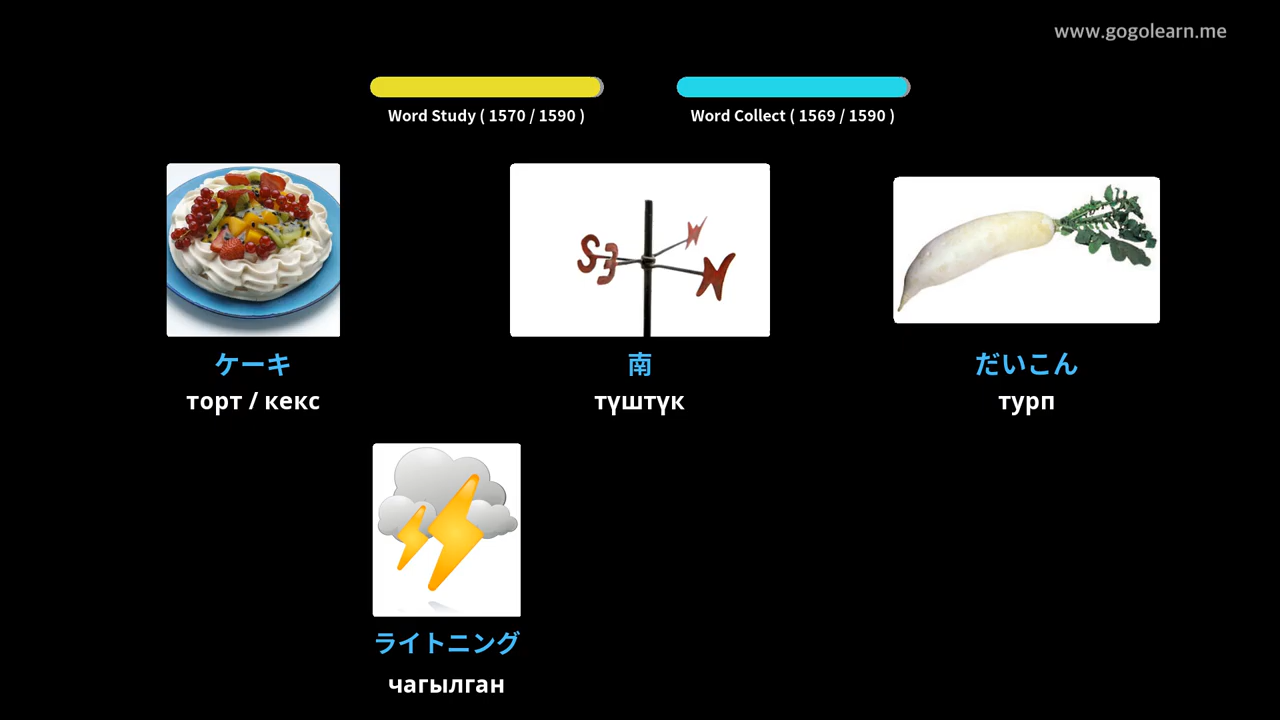 www.gogolearn.me
Word Study ( 1570 / 1590 )
Word Collect ( 1569 / 1590 )
S
E
N
W
ケーキ
南
だいこん
торт / кекс
түштүк
турп
ライトニング
чагылган